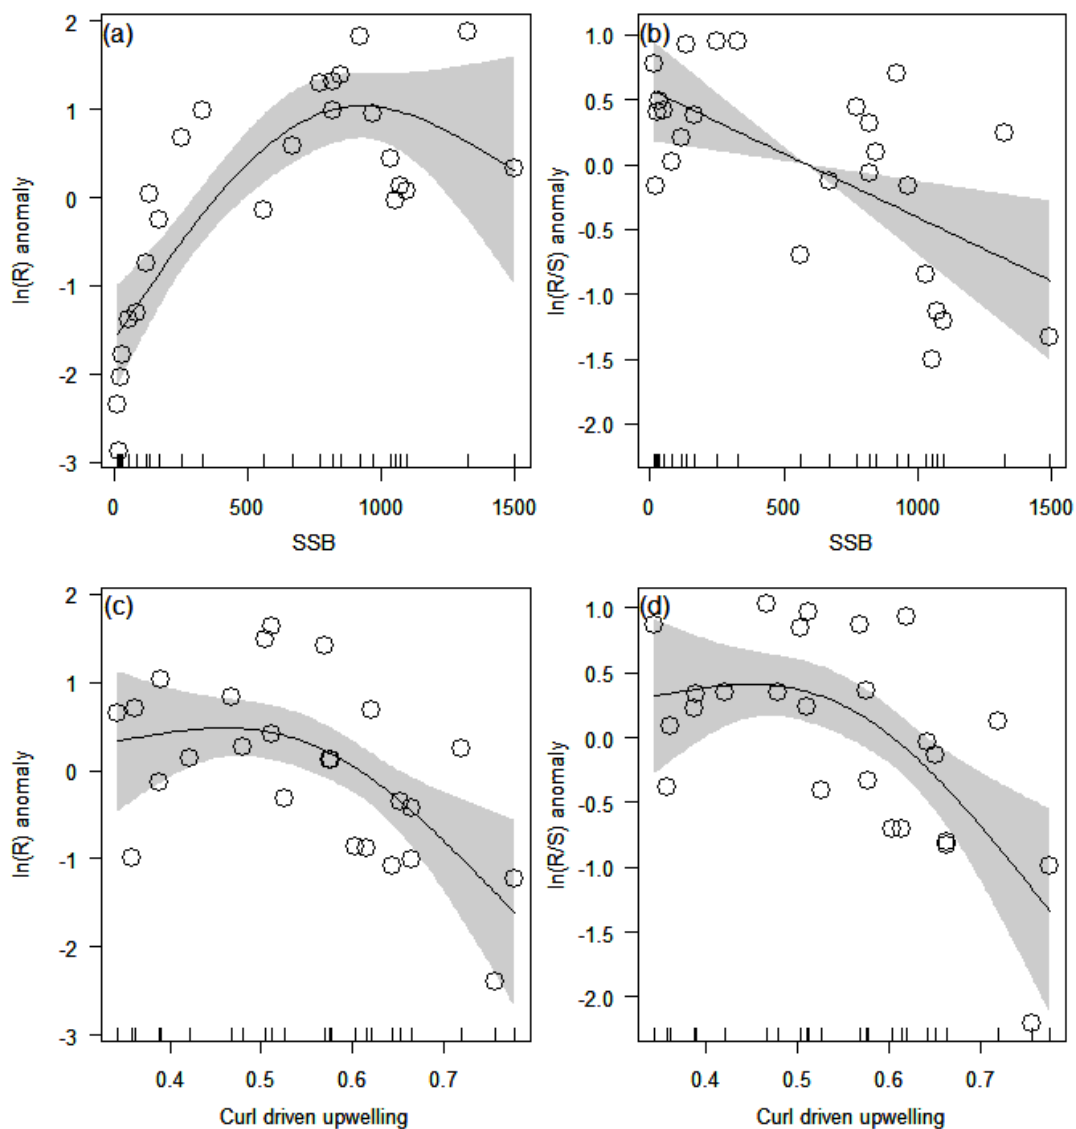 (a)
2
1
0
-1
-2
-3
ln(R) anomaly
0 500 1000 1500
SSB
(b)
1.0
0.5
0.0
-0.5
-1.0
-1.5
-2.0
ln(R/S) anomaly
0 500 1000 1500
SSB
(c)
2
1
0
-1
-2
-3
ln(R) anomaly
0.4 0.5 0.6 0.7
Curl driven upwelling
(d)
1.0
0.5
0.0
-0.5
-1.0
-1.5
-2.0
ln(R/S) anomaly
0.4 0.5 0.6 0.7
Curl driven upwelling